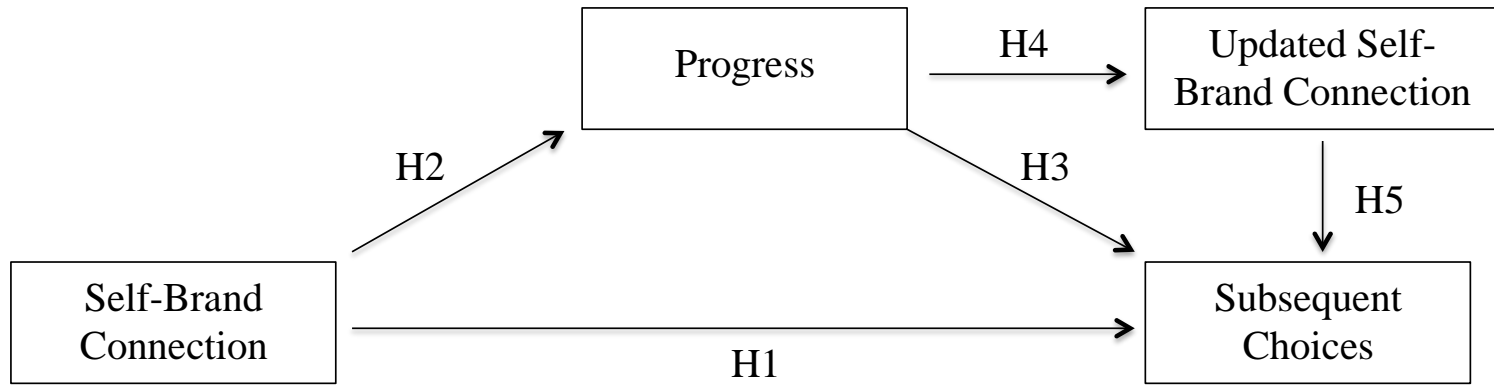 Progress
H4
Updated Self-
Brand Connection
H2
H3
H5
Self-Brand
Connection
H1
Subsequent
Choices